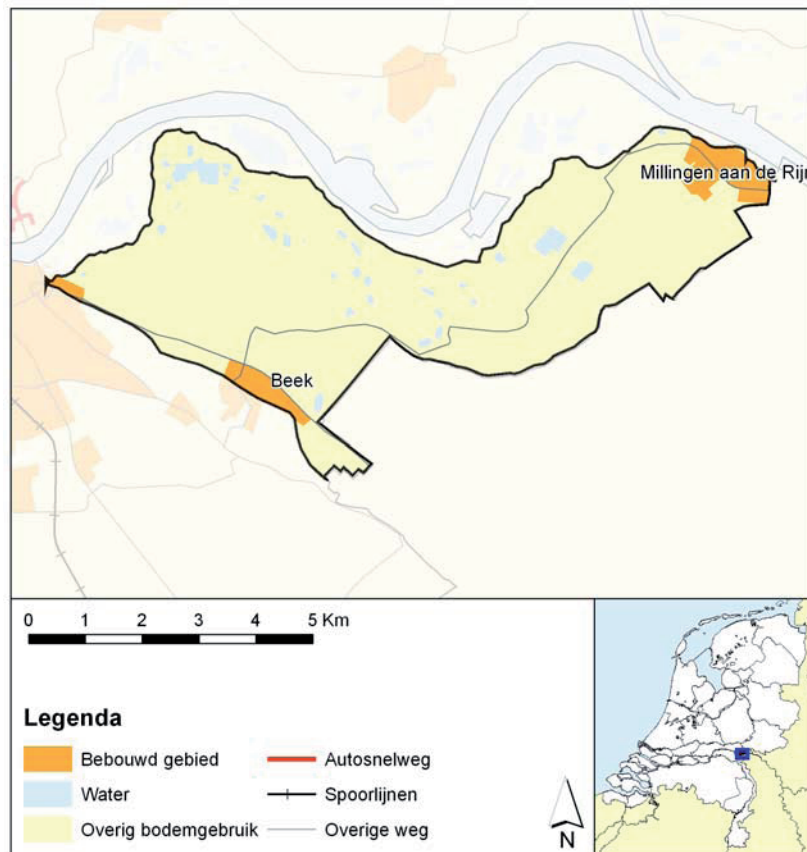 Millingen aan de Rijn
Beek
0 1 2 3 4 5 Km
Legenda
Bebouwd gebied
Autosnelweg
Water
Spoorlijnen
Overig bodemgebruik
Overige weg
N